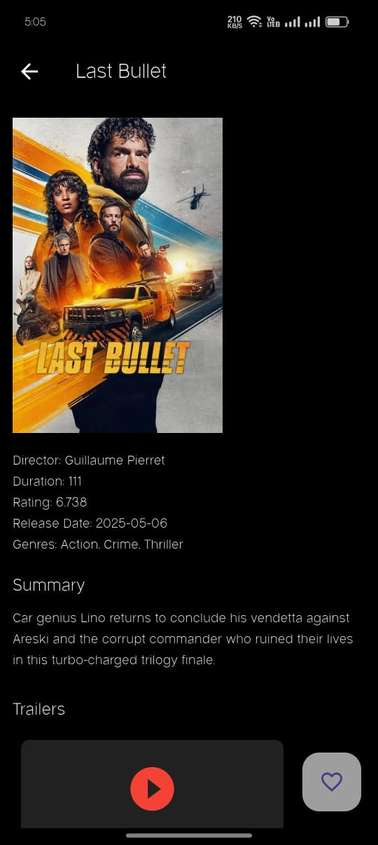 5:05
210
KB/S
Vo
LTE
Last Bullet
LAST BULLET
Director: Guillaume Pierret
Duration: 111
Rating: 6.738
Release Date: 2025-05-06
Genres: Action, Crime, Thriller
Summary
Car genius Lino returns to conclude his vendetta against
Areski and the corrupt commander who ruined their lives
in this turbo-charged trilogy finale.
Trailers